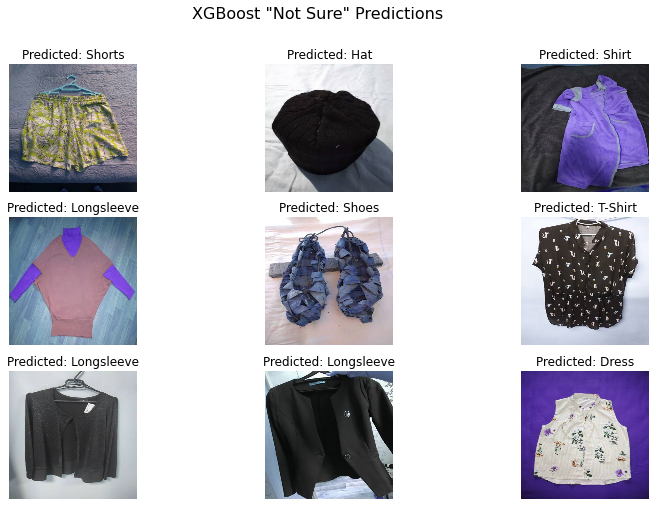 XGBoost "Not Sure" Predictions
Predicted: Shorts
Predicted: Hat
Predicted: Shirt
Predicted: Longsleeve
Predicted: Shoes
Predicted: T-Shirt
Predicted: Longsleeve
Predicted: Longsleeve
Predicted: Dress